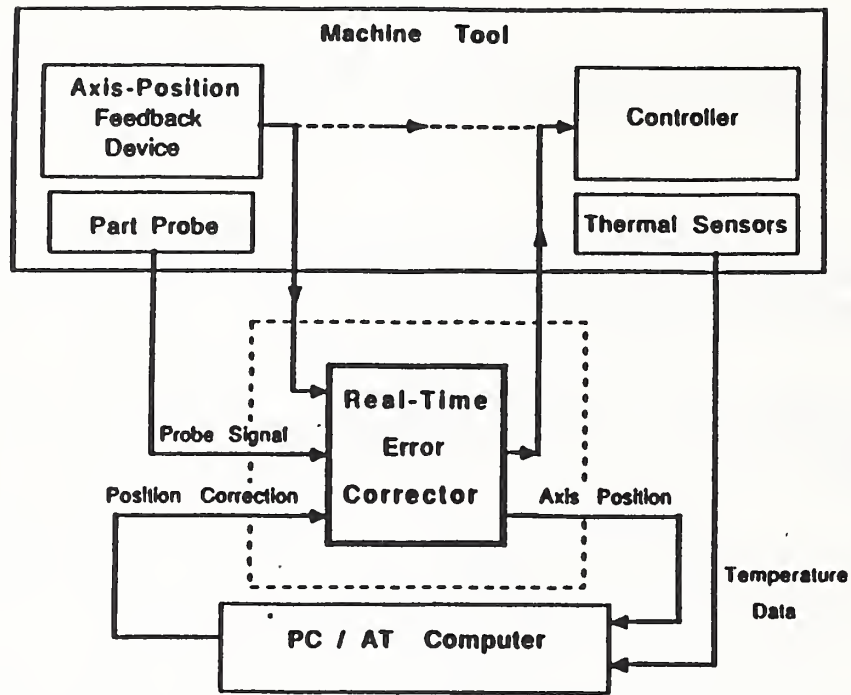 Machine Tool
Axis-Position
Feedback
Device
Controller
Part Probe
Thermal Sensors
Real-Time
Error
Corrector
Probe Signal
Position Correction
Axis Position
Temperature
Data
PC / AT Computer